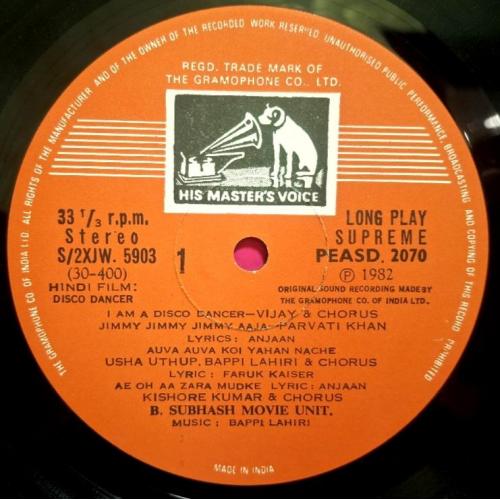 ALL RIGHTS OF THE MANUFACTURER AND OF THE OWNER OF THE RECORDED WORK RESERVED UNAUTHORISED PUBLIC PERFORMANCE, BROADCASTING AND COPYING OF THIS RECORD PROHIBITED
THE GRAMOPHONE CO OF INDIA LTD.
REGD. TRADE MARK OF
THE GRAMOPHONE CO., LTD.
HIS MASTER'S VOICE
33 1/3 r.p.m.
Stereo
S/2XJW. 5903
(30-400)
HINDI FILM:
DISCO DANCER
1
LONG PLAY
SUPREME
PEASD. 2070
Ⓟ 1982
ORIGINAL SOUND RECORDING MADE BY
THE GRAMOPHONE CO. OF INDIA LTD.
I AM A DISCO DANCER–VIJAY & CHORUS
JIMMY JIMMY JIMMY AAJA–PARVATI KHAN
LYRICS: ANJAAN
AUVA AUVA KOI YAHAN NACHE
USHA UTHUP, BAPPI LAHIRI & CHORUS
LYRIC: FARUK KAISER
AE OH AA ZARA MUDKE LYRIC: ANJAAN
KISHORE KUMAR & CHORUS
B. SUBHASH MOVIE UNIT.
MUSIC: BAPPI LAHIRI
MADE IN INDIA